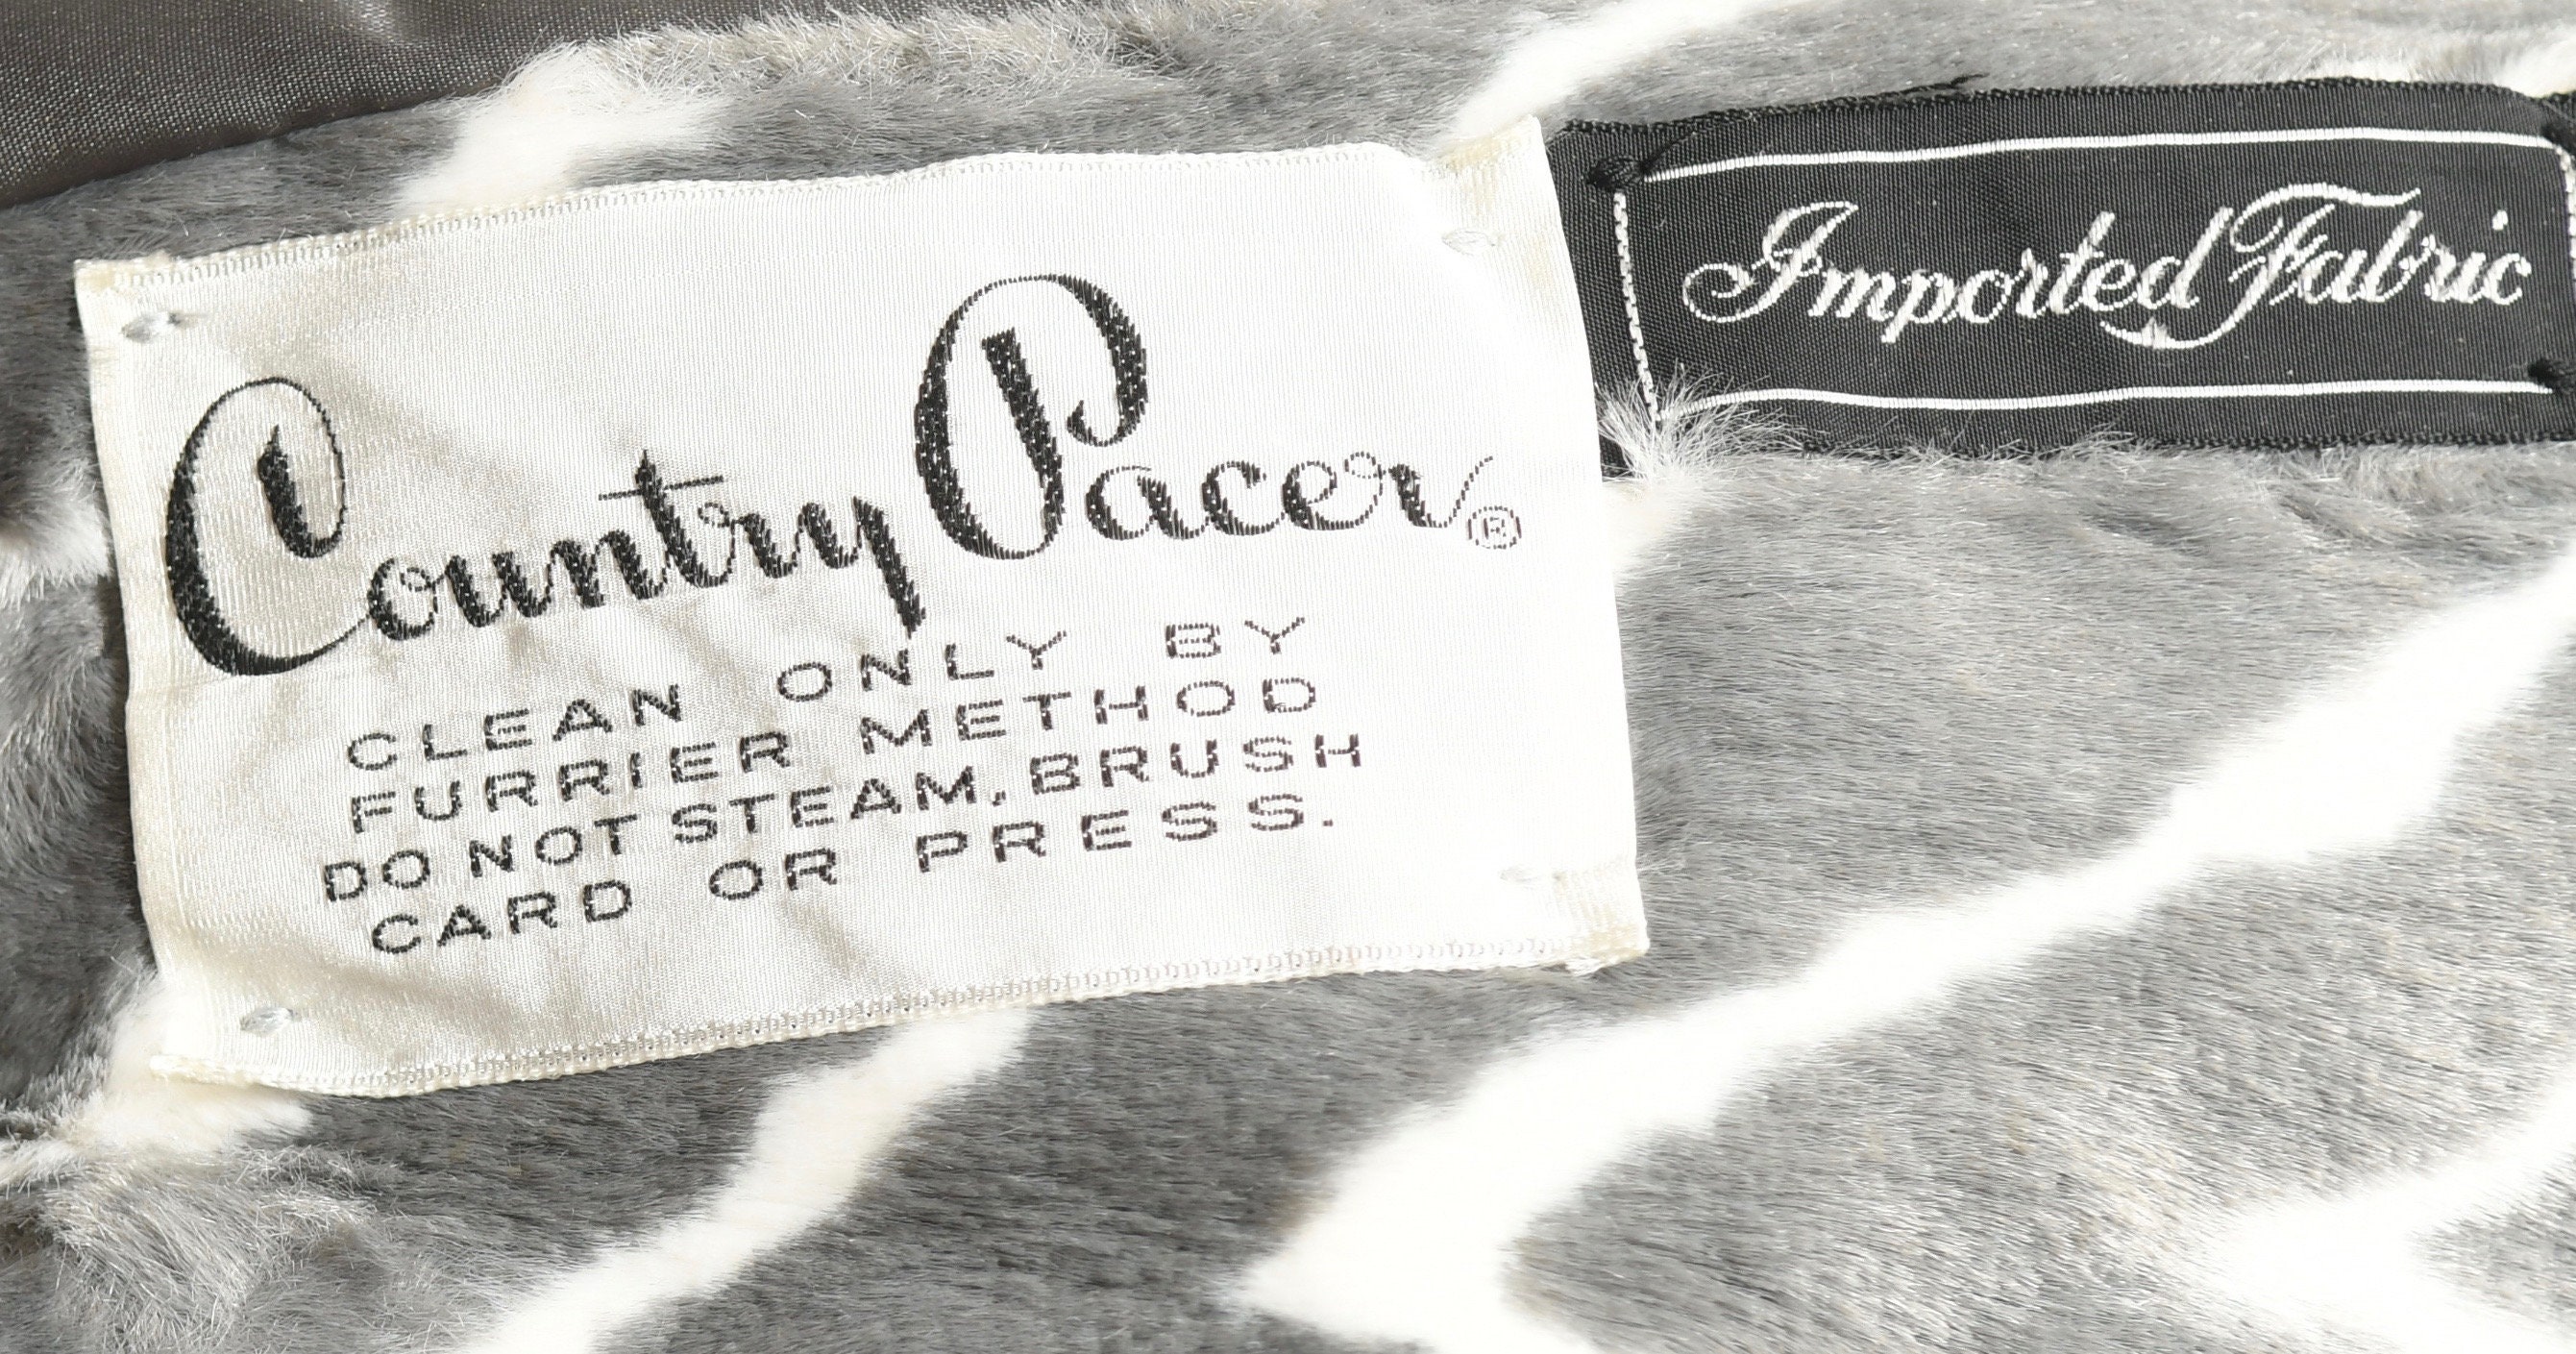 Country Pacer®
CLEAN ONLY BY
FURRIER METHOD
DO NOT STEAM, BRUSH
CARD OR PRESS.
Imported Fabric